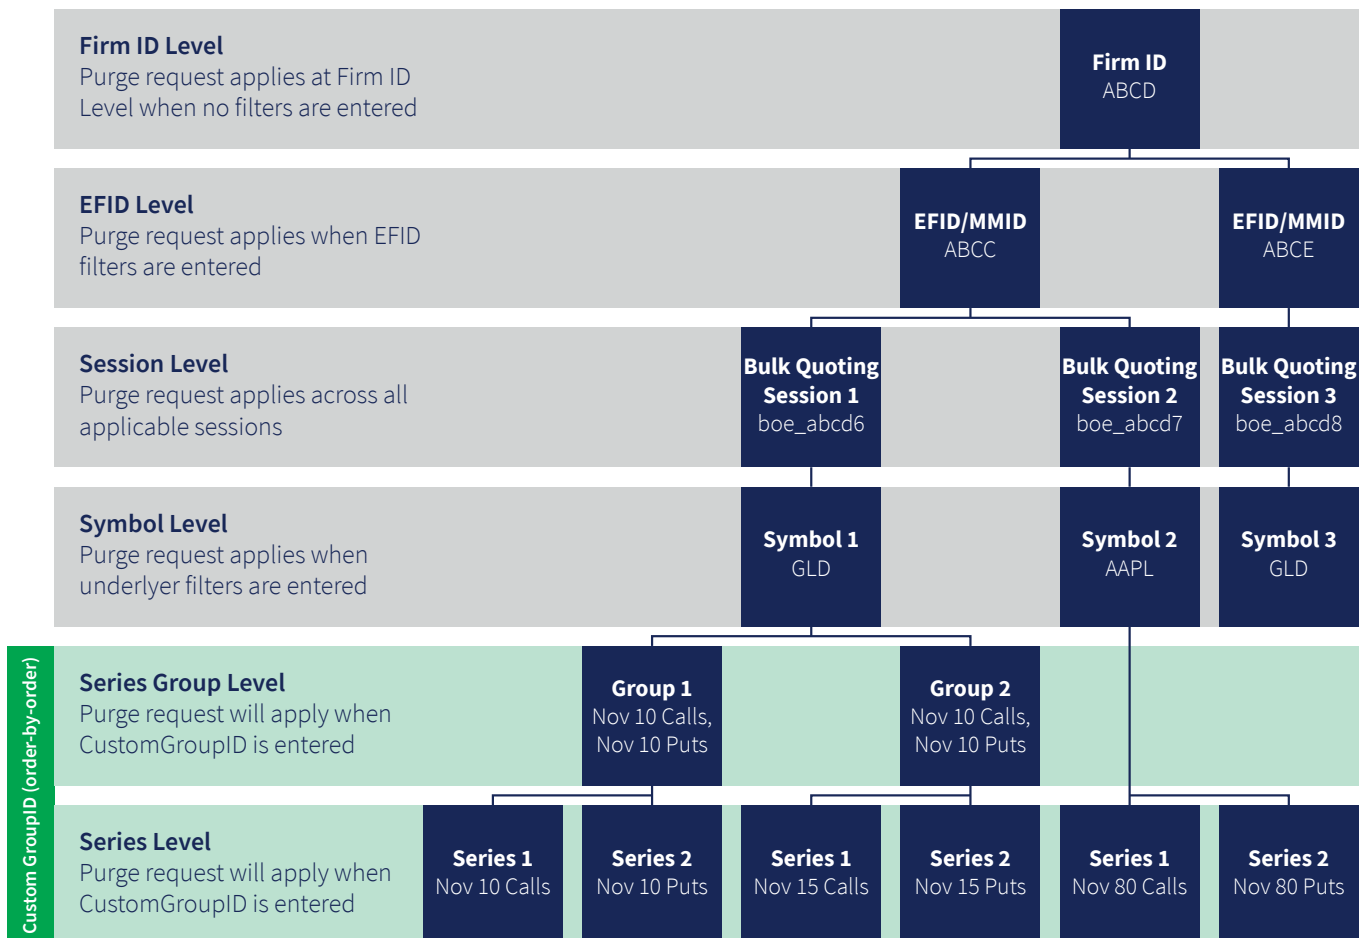 Firm ID Level
Purge request applies at Firm ID
Level when no filters are entered
Firm ID
ABCD
EFID Level
Purge request applies when EFID
filters are entered
EFID/MMID
ABCC
EFID/MMID
ABCE
Session Level
Purge request applies across all
applicable sessions
Bulk Quoting
Session 1
boe_abcd6
Bulk Quoting
Session 2
boe_abcd7
Bulk Quoting
Session 3
boe_abcd8
Symbol Level
Purge request applies when
underlyer filters are entered
Symbol 1
GLD
Symbol 2
AAPL
Symbol 3
GLD
Custom GroupID (order-by-order)
Series Group Level
Purge request will apply when
CustomGroupID is entered
Group 1
Nov 10 Calls,
Nov 10 Puts
Group 2
Nov 10 Calls,
Nov 10 Puts
Series Level
Purge request will apply when
CustomGroupID is entered
Series 1
Nov 10 Calls
Series 2
Nov 10 Puts
Series 1
Nov 15 Calls
Series 2
Nov 15 Puts
Series 1
Nov 80 Calls
Series 2
Nov 80 Puts